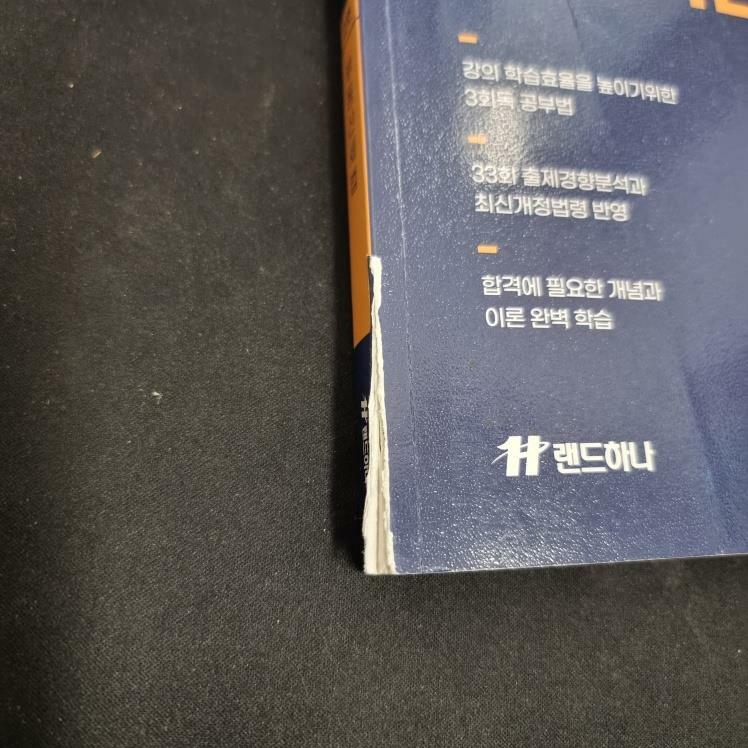 강의 학습효율을 높이기위한
3회독 공부법
33회 출제경향분석과
최신개정법령 반영
합격에 필요한 개념과
이론 완벽 학습
랜드하나